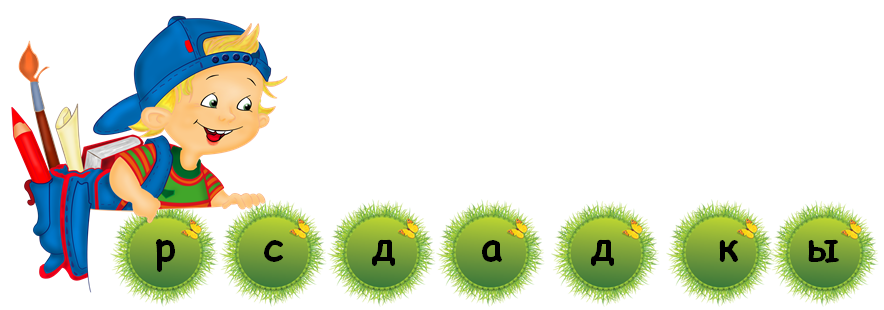 р с д а д к ы